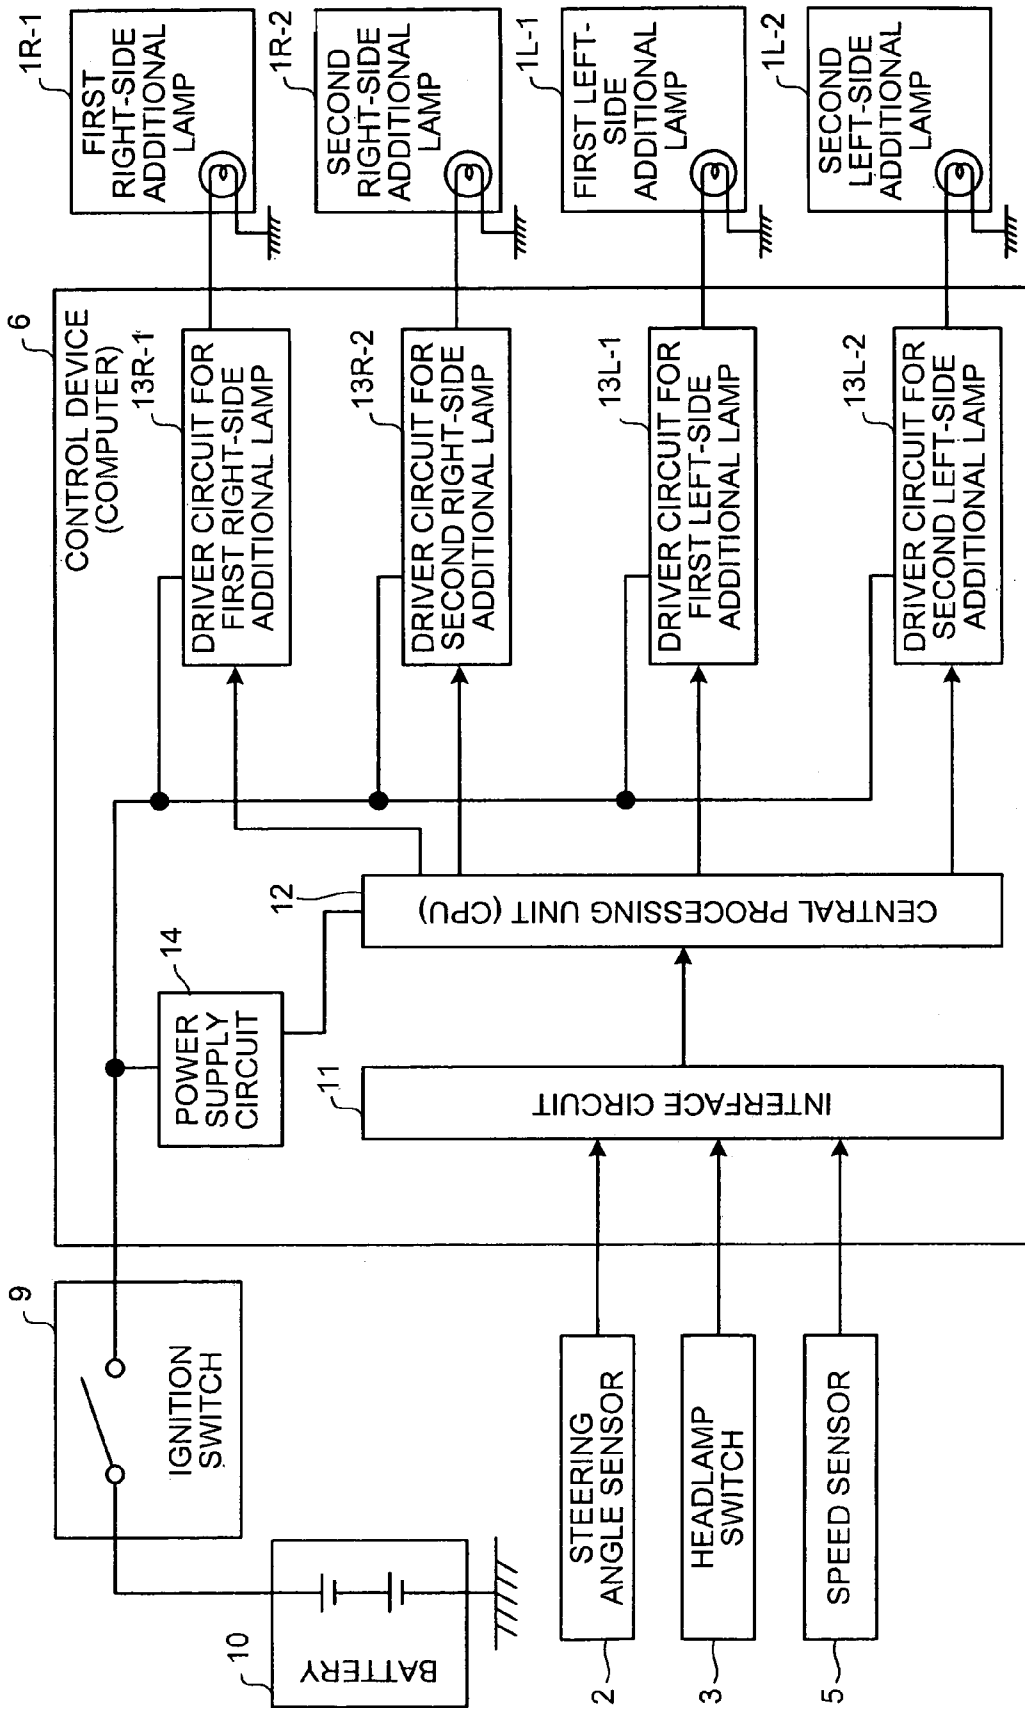 10
BATTERY
9
IGNITION
SWITCH
2
STEERING
ANGLE SENSOR
3
HEADLAMP
SWITCH
5
SPEED SENSOR
6
CONTROL DEVICE
(COMPUTER)
14
POWER
SUPPLY
CIRCUIT
11
INTERFACE CIRCUIT
12
CENTRAL PROCESSING UNIT (CPU)
13R-1
DRIVER CIRCUIT FOR
FIRST RIGHT-SIDE
ADDITIONAL LAMP
13R-2
DRIVER CIRCUIT FOR
SECOND RIGHT-SIDE
ADDITIONAL LAMP
13L-1
DRIVER CIRCUIT FOR
FIRST LEFT-SIDE
ADDITIONAL LAMP
13L-2
DRIVER CIRCUIT FOR
SECOND LEFT-SIDE
ADDITIONAL LAMP
1R-1
FIRST
RIGHT-SIDE
ADDITIONAL
LAMP
1R-2
SECOND
RIGHT-SIDE
ADDITIONAL
LAMP
1L-1
FIRST LEFT-
SIDE
ADDITIONAL
LAMP
1L-2
SECOND
LEFT-SIDE
ADDITIONAL
LAMP